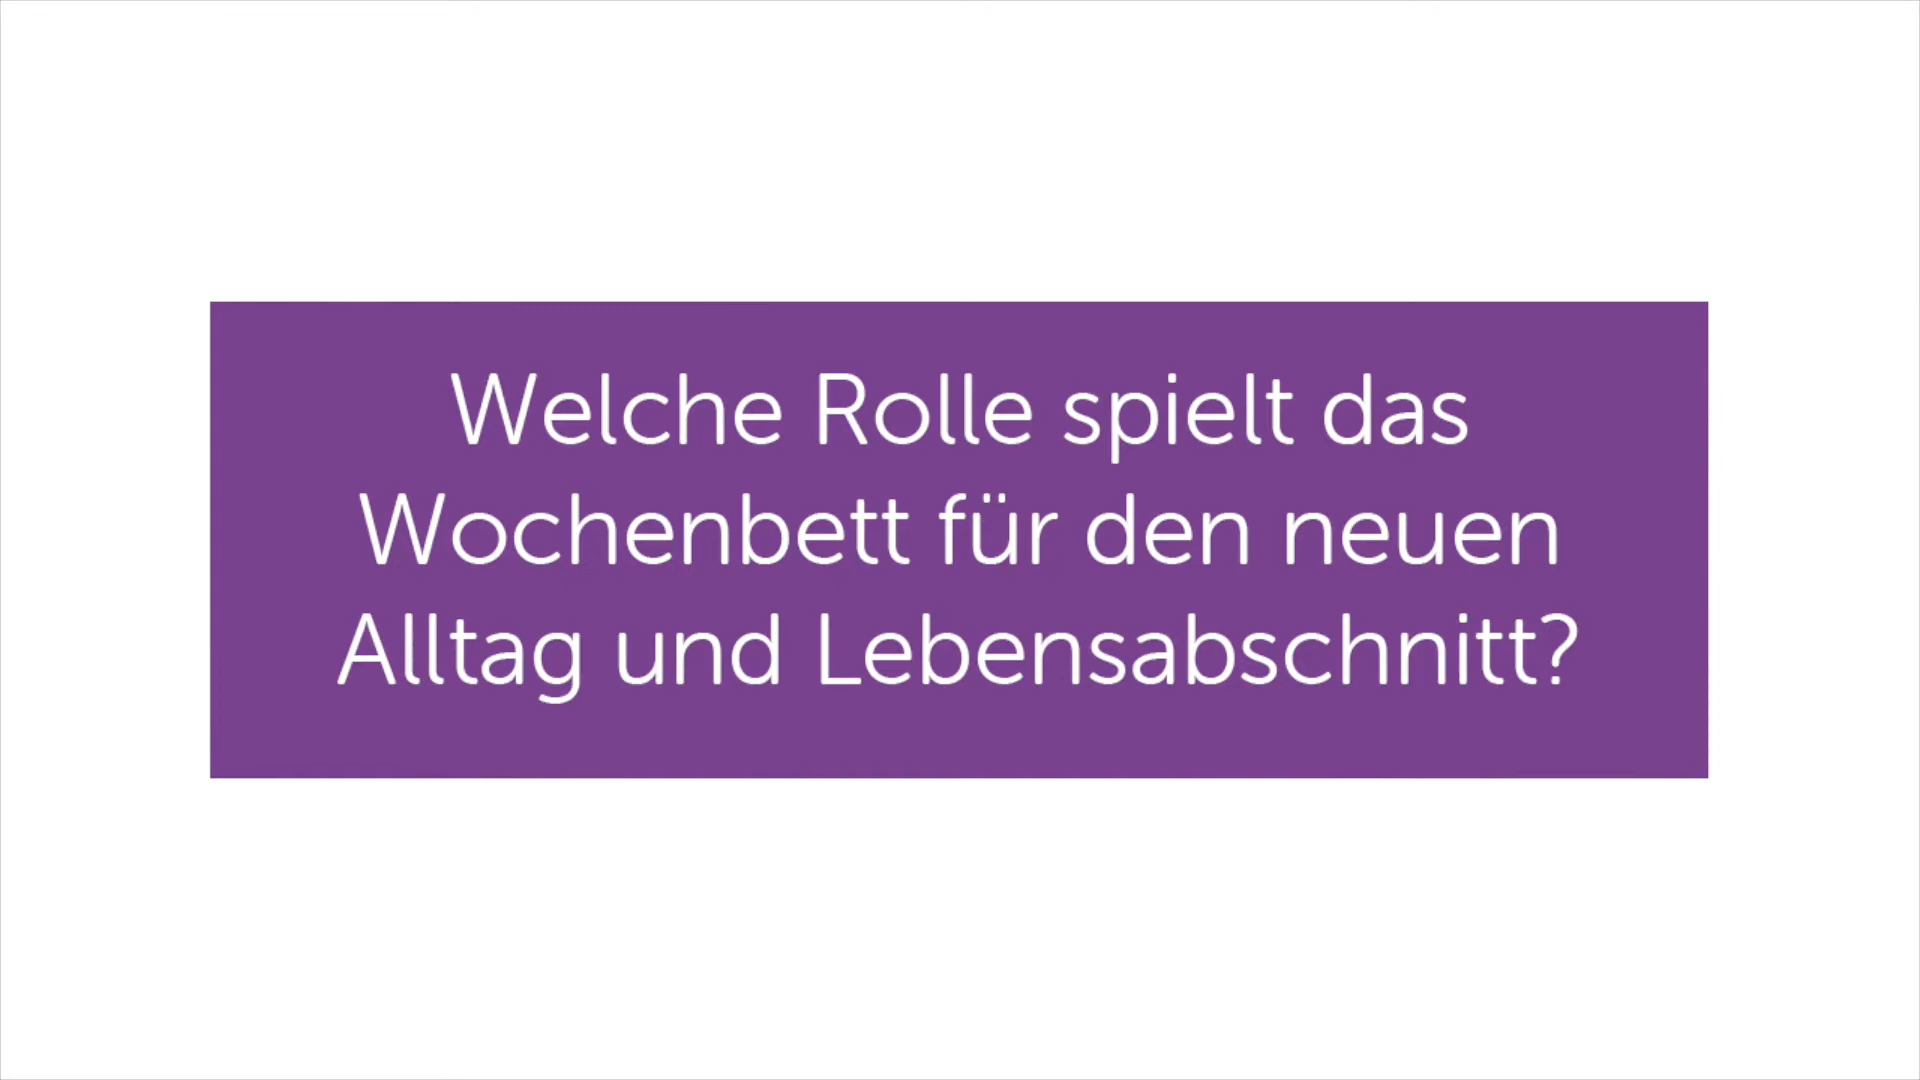 Welche Rolle spielt das
Wochenbett für den neuen
Alltag und Lebensabschnitt?